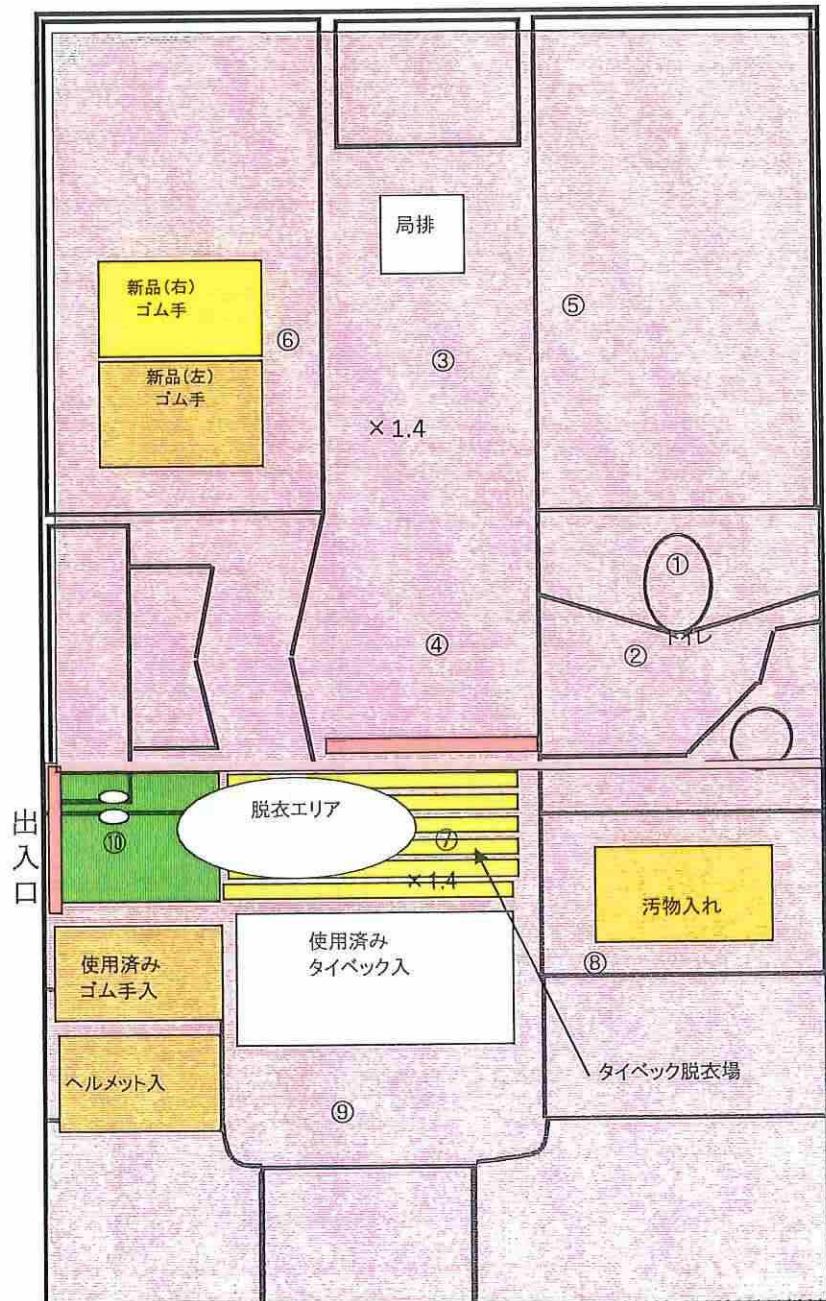 局排
新品(右)
ゴム手
⑥
⑤
③
新品(左)
ゴム手
×1.4
①
トイレ
②
④
出入口
脱衣エリア
⑦
⑩
×1.4
汚物入れ
使用済み
タイベック入
使用済み
ゴム手入
⑧
ヘルメット入
タイベック脱衣場
⑨